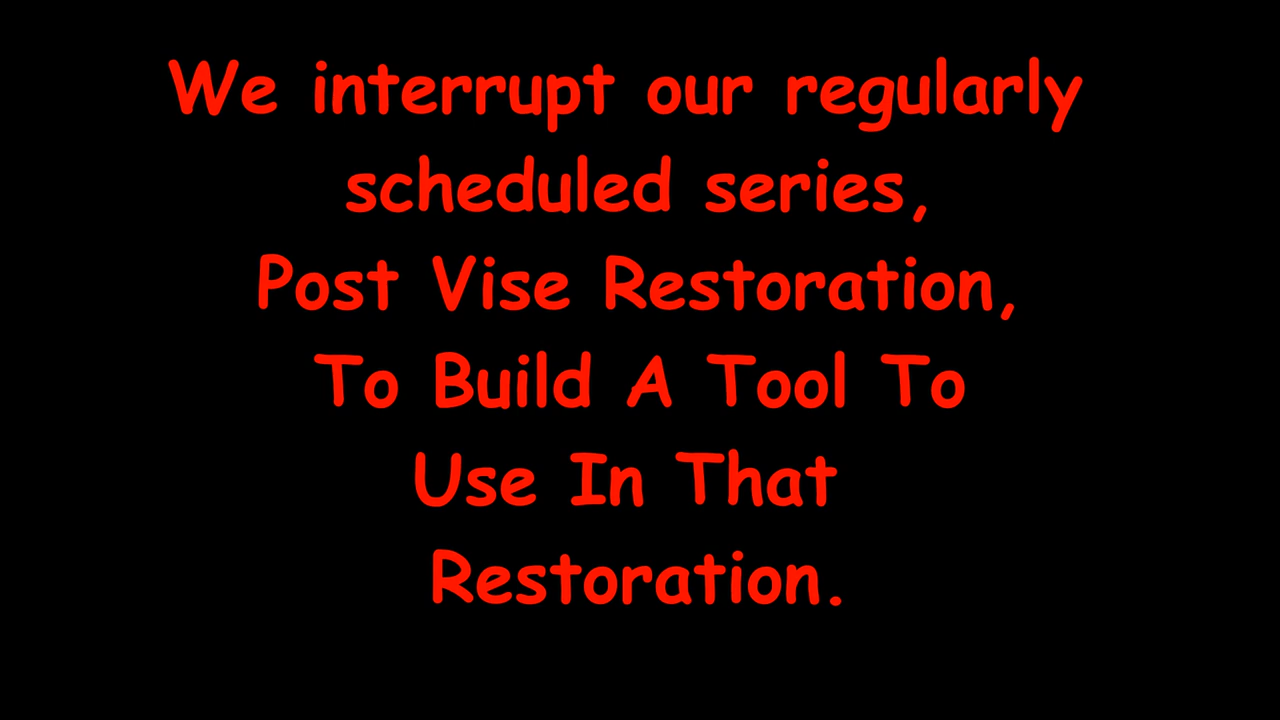 We interrupt our regularly
scheduled series,
Post Vise Restoration,
To Build A Tool To
Use In That
Restoration.